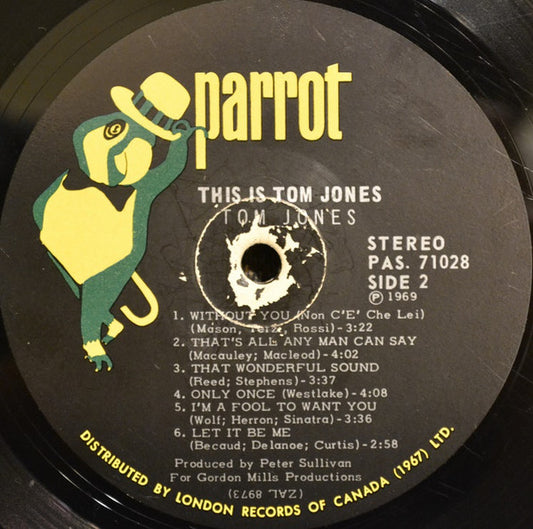 parrot
THIS IS TOM JONES
TOM JONES
STEREO
PAS. 71028
SIDE 2
℗ 1969
1. WITHOUT YOU (Non C'E' Che Lei)
(Mason, Rossi) - 3:22
2. THAT'S ALL ANY MAN CAN SAY
(Macauley; Macleod) - 4:02
3. THAT WONDERFUL SOUND
(Reed; Stephens) - 3:37
4. ONLY ONCE (Westlake) - 4:08
5. I'M A FOOL TO WANT YOU
(Wolf; Herron; Sinatra) - 3:36
6. LET IT BE ME
(Becaud; Delanoe; Curtis) - 2:58
Produced by Peter Sullivan
For Gordon Mills Productions
(ZAL 8973)
DISTRIBUTED BY LONDON RECORDS OF CANADA (1967) LTD.